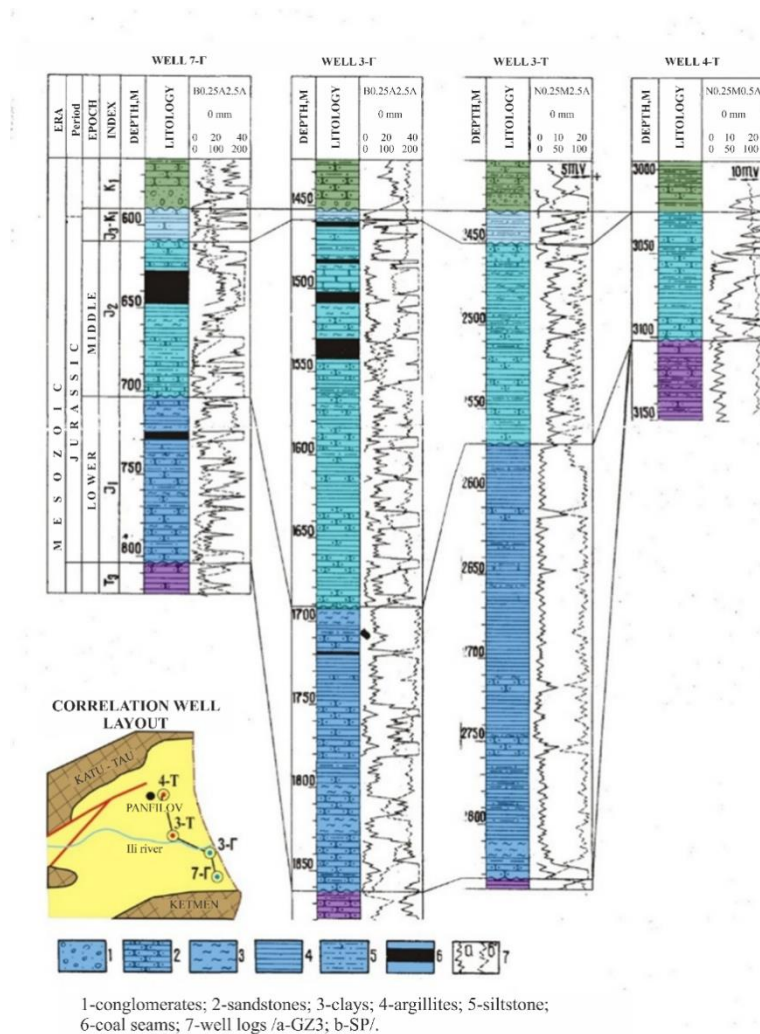 WELL 7-Г WELL 3-Г WELL 3-T WELL 4-T
ERA
Period
EPOCH
INDEX
DEPTH,M
LITOLOGY
B0.25A2.5A
0 mm
0 20 40
0 100 200
DEPTH,M
LITOLOGY
B0.25A2.5A
0 mm
0 20 40
0 100 200
DEPTH,M
LITOLOGY
N0.25M2.5A
0 mm
0 10 20
0 50 100
DEPTH,M
LITOLOGY
N0.25M0.5A
0 mm
0 10 20
0 50 100
MESOZOIC
JURASSIC
MIDDLE
LOWER
K1
J3-K1
J2
J1
T3
600
650
700
750
800
1450
1500
1550
1600
1650
1700
1750
1800
1850
5mV
2450
2500
2550
2600
2650
2700
2750
2800
10mV
3000
3050
3100
3150
CORRELATION WELL
LAYOUT
KATU - TAU
4-T
PANFILOV
3-T
Ili river
3-Г
7-Г
KETMEN
1 2 3 4 5 6 a b 7
1-conglomerates; 2-sandstones; 3-clays; 4-argillites; 5-siltstone;
6-coal seams; 7-well logs /a-GZ3; b-SP/.